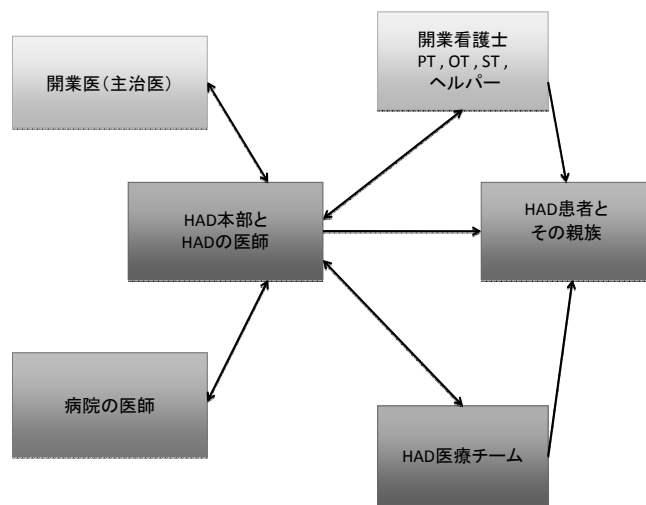 開業医（主治医）
開業看護士
PT , OT , ST ,
ヘルパー
HAD本部と
HADの医師
HAD患者と
その親族
病院の医師
HAD医療チーム